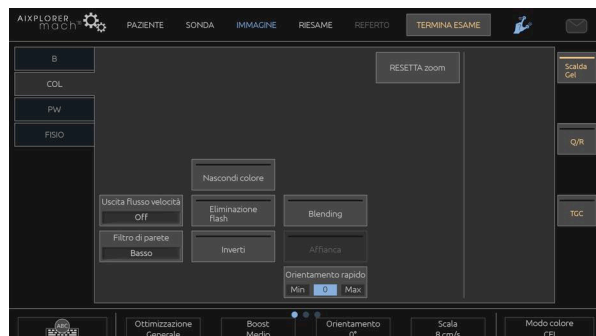 AIXPLORER
mach
PAZIENTE
SONDA
IMMAGINE
RIESAME
REFERTO
TERMINA ESAME
B
COL
PW
FISIO
RESETTA zoom
Scalda
Gel
Q/R
TGC
Nascondi colore
Uscita flusso velocità
Off
Eliminazione
flash
Blending
Filtro di parete
Basso
Inverti
Affianca
Orientamento rapido
Min 0 Max
ABC
Ottimizzazione
Generale
Boost
Medio
Orientamento
0°
Scala
8 cm/s
Modo colore
CFI